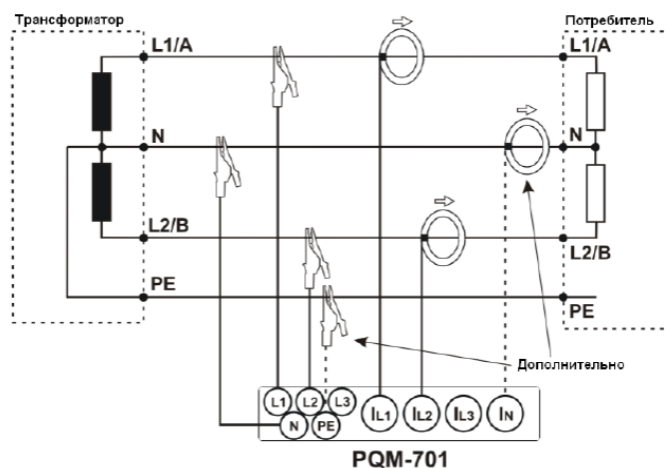 Трансформатор
Потребитель
L1/A
L1/A
N
N
L2/B
L2/B
PE
PE
Дополнительно
L1 L2 L3 IL1 IL2 IL3 IN
N PE
PQM-701